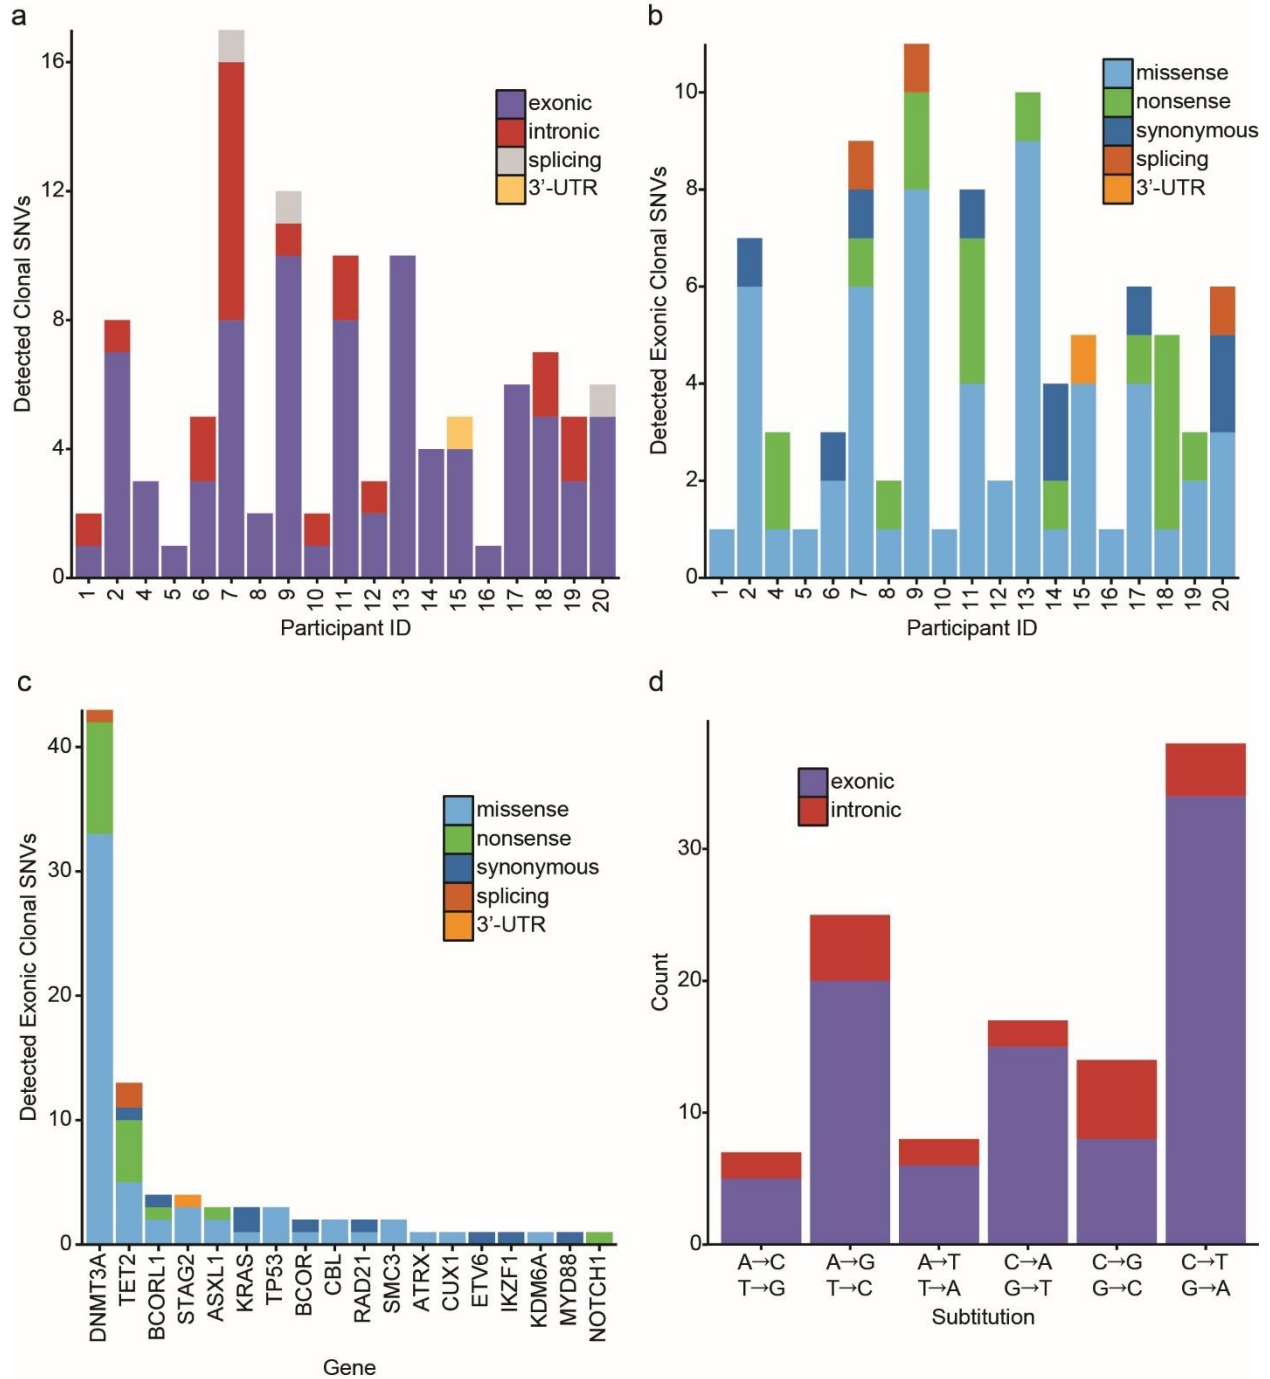 a
Detected Clonal SNVs
16
12
8
4
0
exonic
intronic
splicing
3’-UTR
1 2 4 5 6 7 8 9 10 11 12 13 14 15 16 17 18 19 20
Participant ID
b
Detected Exonic Clonal SNVs
10
8
6
4
2
0
missense
nonsense
synonymous
splicing
3’-UTR
1 2 4 5 6 7 8 9 10 11 12 13 14 15 16 17 18 19 20
Participant ID
c
Detected Exonic Clonal SNVs
40
30
20
10
0
missense
nonsense
synonymous
splicing
3’-UTR
DNMT3A
TET2
BCORL1
STAG2
ASXL1
KRAS
TP53
BCOR
CBL
RAD21
SMC3
ATRX
CUX1
ETV6
IKZF1
KDM6A
MYD88
NOTCH1
Gene
d
Count
30
20
10
0
exonic
intronic
A→C A→G A→T C→A C→G C→T
T→G T→C T→A G→T G→C G→A
Subtitution